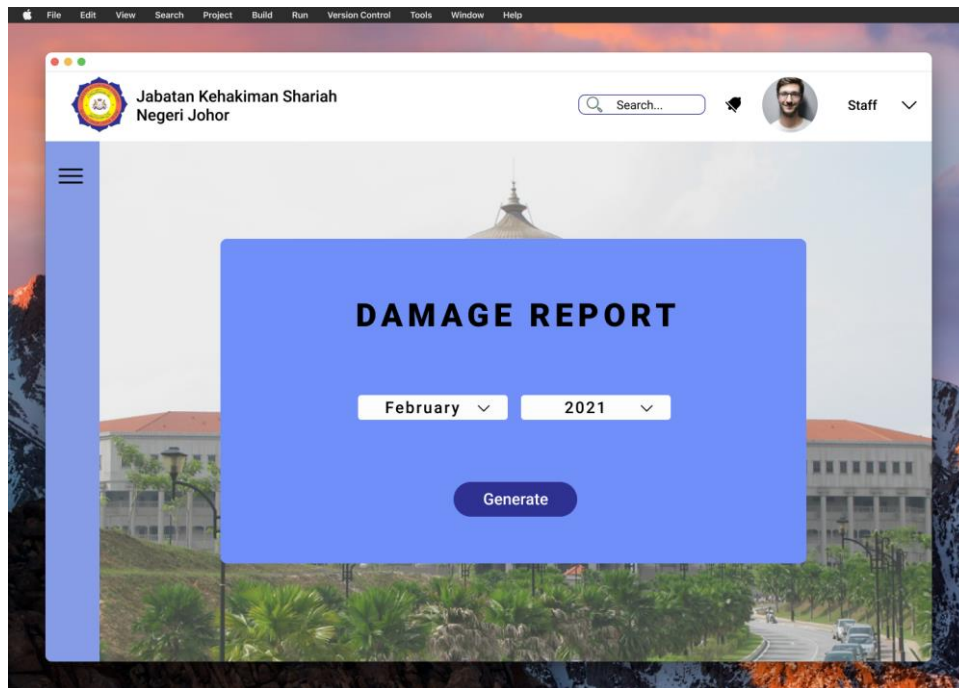 File Edit View Search Project Build Run Version Control Tools Window Help
Jabatan Kehakiman Shariah
Negeri Johor
Search...
Staff
DAMAGE REPORT
February
2021
Generate